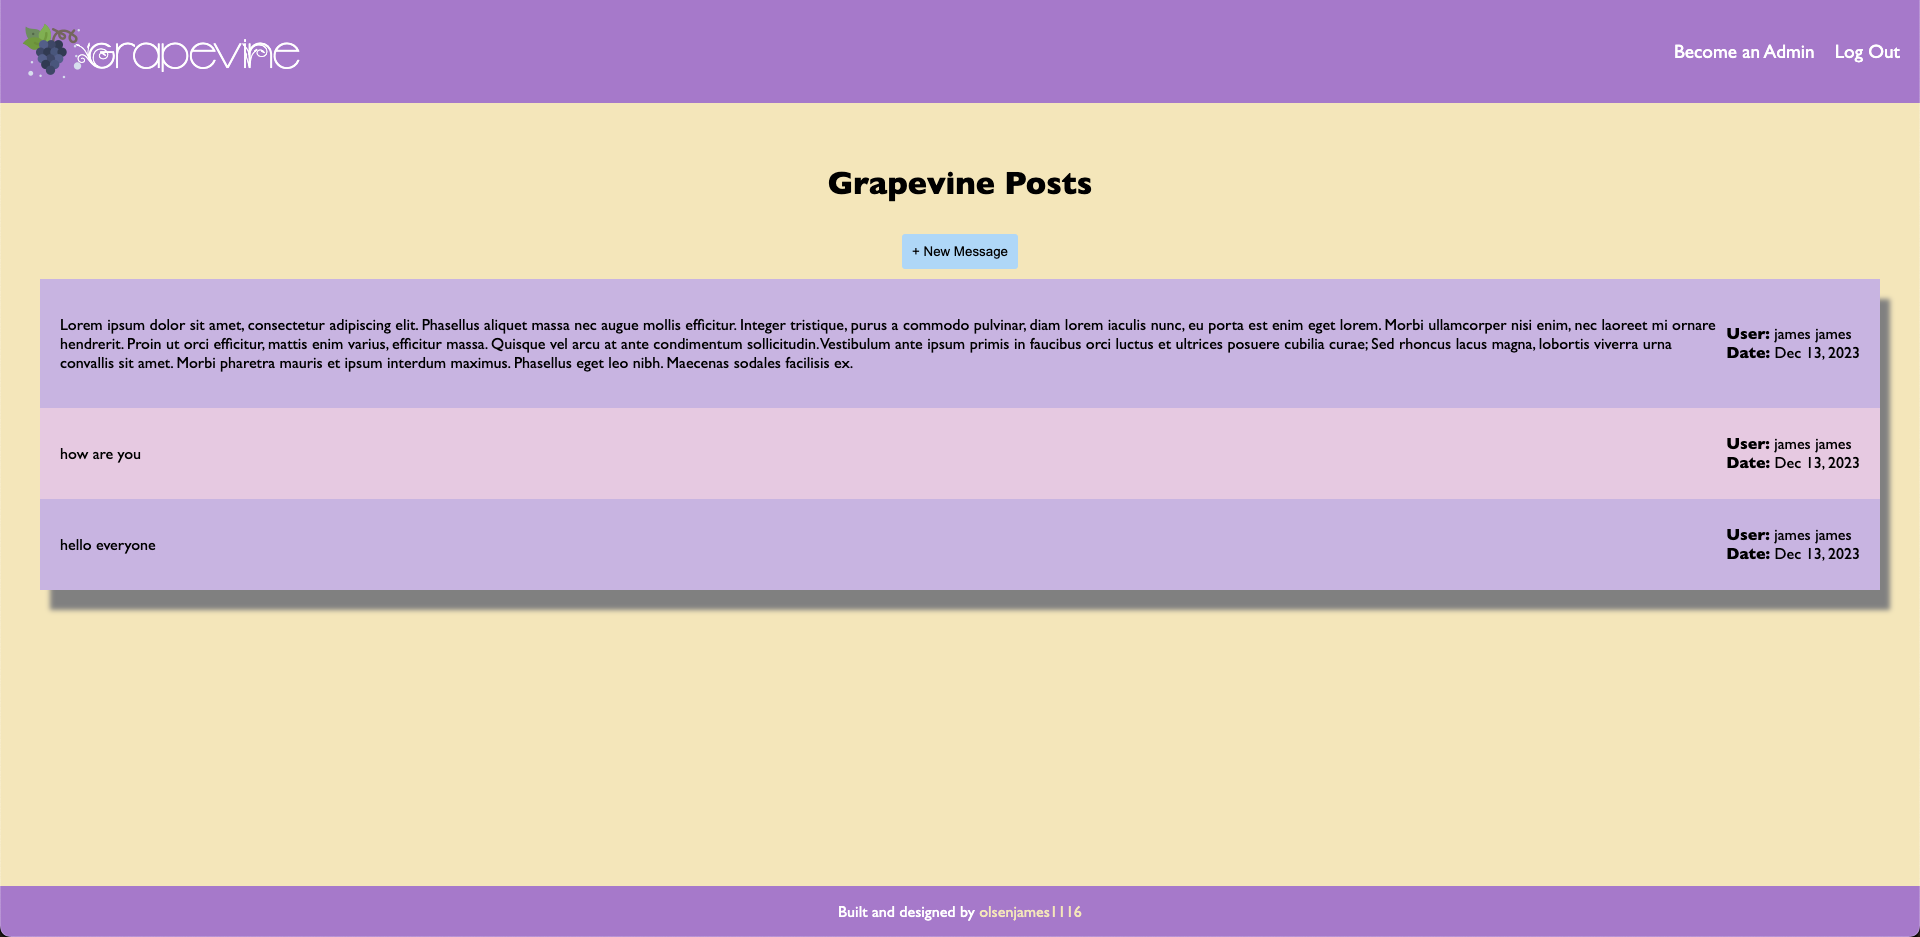 grapevine
Become an Admin
Log Out
Grapevine Posts
+ New Message
Lorem ipsum dolor sit amet, consectetur adipiscing elit. Phasellus aliquet massa nec augue mollis efficitur. Integer tristique, purus a commodo pulvinar, diam lorem iaculis nunc, eu porta est enim eget lorem. Morbi ullamcorper nisi enim, nec laoreet mi ornare
hendrerit. Proin ut orci efficitur, mattis enim varius, efficitur massa. Quisque vel arcu at ante condimentum sollicitudin. Vestibulum ante ipsum primis in faucibus orci luctus et ultrices posuere cubilia curae; Sed rhoncus lacus magna, lobortis viverra urna
convallis sit amet. Morbi pharetra mauris et ipsum interdum maximus. Phasellus eget leo nibh. Maecenas sodales facilisis ex.
User: james james
Date: Dec 13, 2023
how are you
User: james james
Date: Dec 13, 2023
hello everyone
User: james james
Date: Dec 13, 2023
Built and designed by olsenjames1116